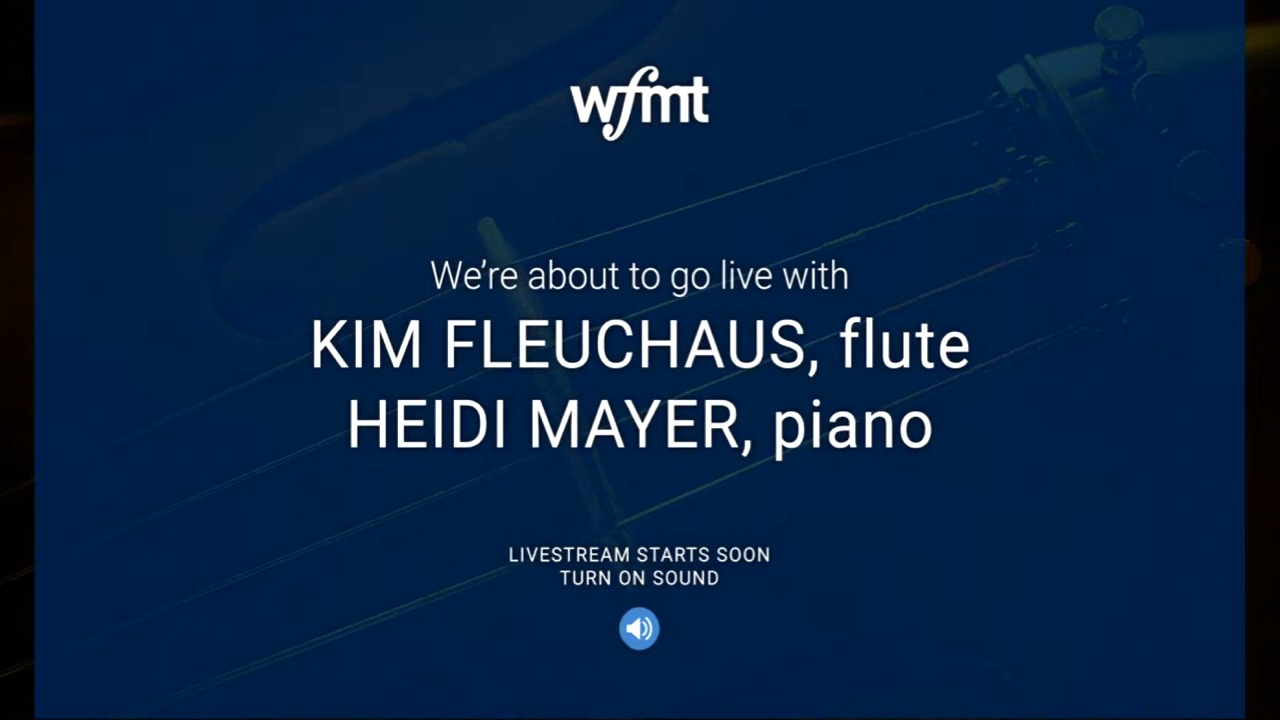 wfmt
We’re about to go live with
KIM FLEUCHAUS, flute
HEIDI MAYER, piano
LIVESTREAM STARTS SOON
TURN ON SOUND